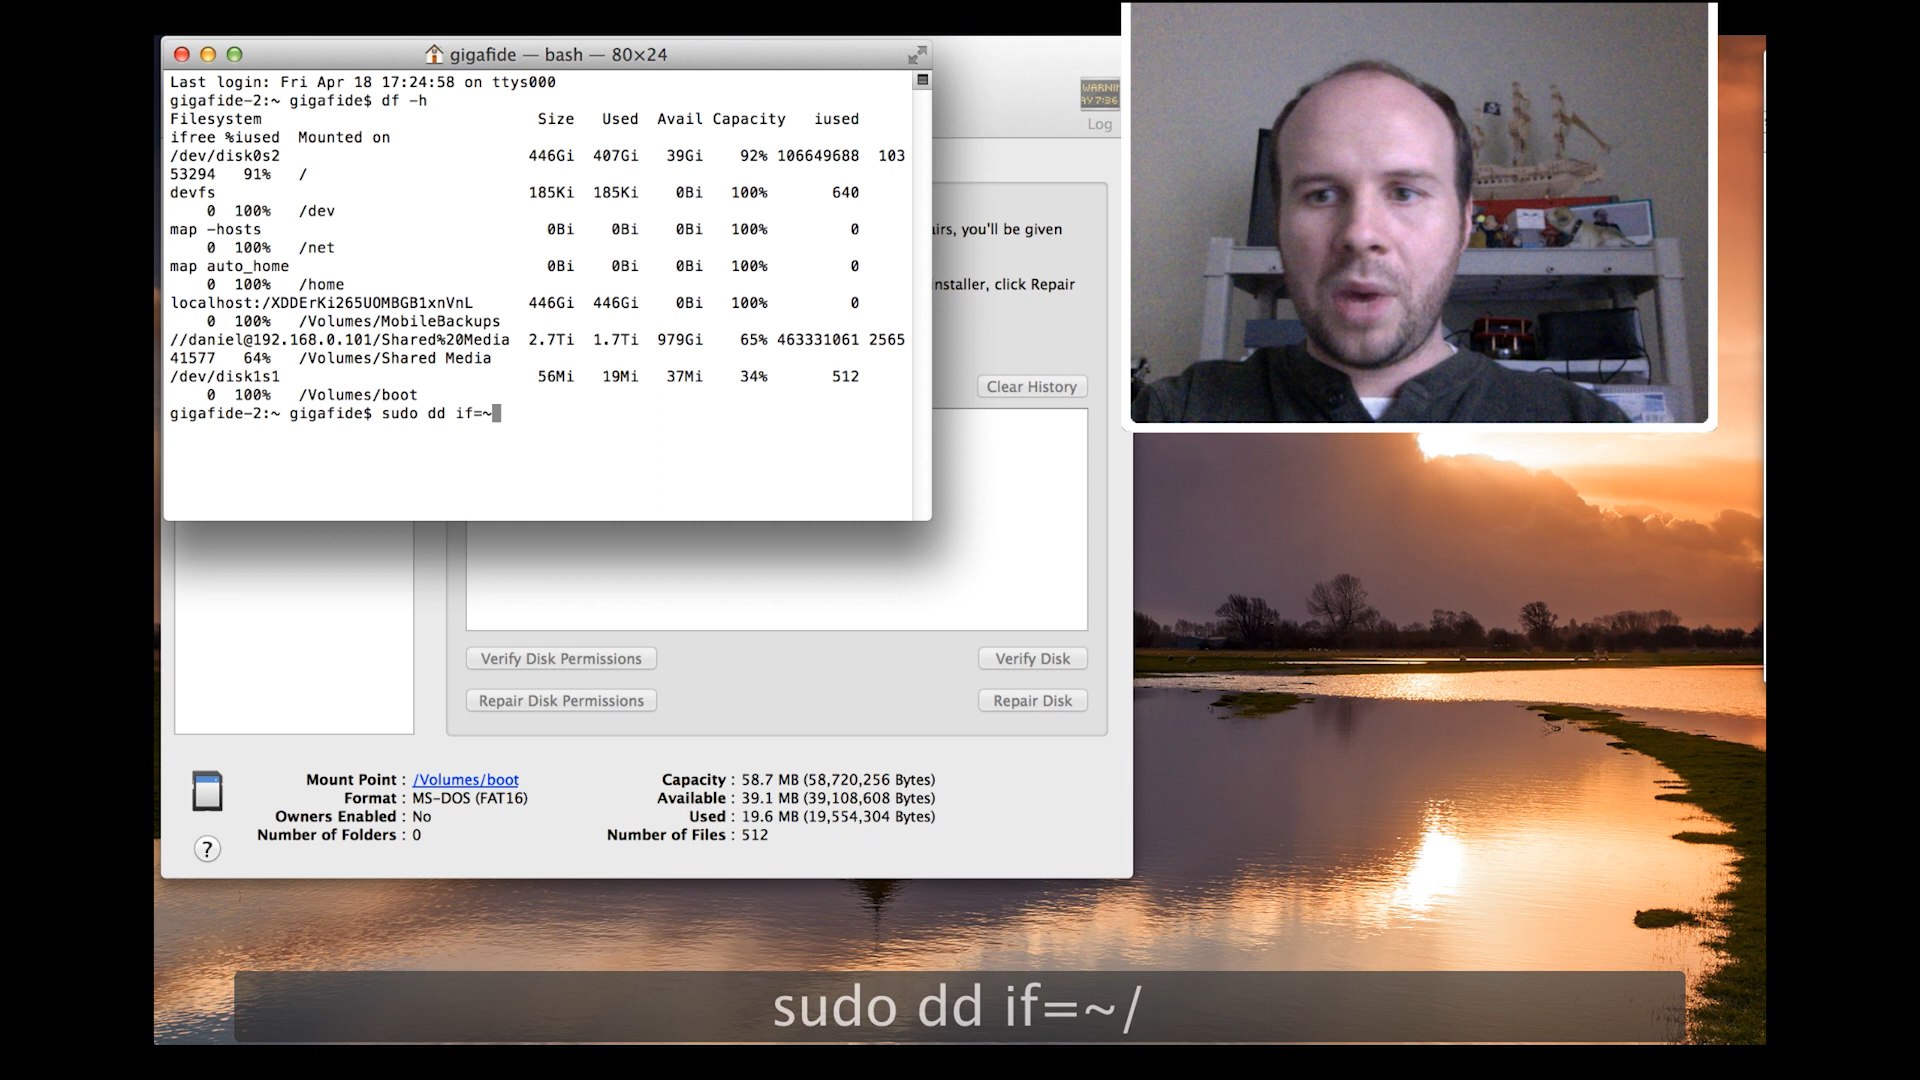 gigafide — bash — 80×24
Last login: Fri Apr 18 17:24:58 on ttys000
gigafide-2:~ gigafide$ df -h
Filesystem Size Used Avail Capacity iused
ifree %iused Mounted on
/dev/disk0s2 446Gi 407Gi 39Gi 92% 106649688 103
53294 91% /
devfs 185Ki 185Ki 0Bi 100% 640
0 100% /dev
map -hosts 0Bi 0Bi 0Bi 100% 0
0 100% /net
map auto_home 0Bi 0Bi 0Bi 100% 0
0 100% /home
localhost:/XDDErKi265UOMBGB1xnVnL 446Gi 446Gi 0Bi 100% 0
0 100% /Volumes/MobileBackups
//daniel@192.168.0.101/Shared%20Media 2.7Ti 1.7Ti 979Gi 65% 463331061 2565
41577 64% /Volumes/Shared Media
/dev/disk1s1 56Mi 19Mi 37Mi 34% 512
0 100% /Volumes/boot
gigafide-2:~ gigafide$ sudo dd if=~
WARNIN
AY 7:36
Log
irs, you'll be given
nstaller, click Repair
Clear History
Verify Disk Permissions
Verify Disk
Repair Disk Permissions
Repair Disk
Mount Point : /Volumes/boot
Format : MS-DOS (FAT16)
Owners Enabled : No
Number of Folders : 0
Capacity : 58.7 MB (58,720,256 Bytes)
Available : 39.1 MB (39,108,608 Bytes)
Used : 19.6 MB (19,554,304 Bytes)
Number of Files : 512
?
sudo dd if=~/